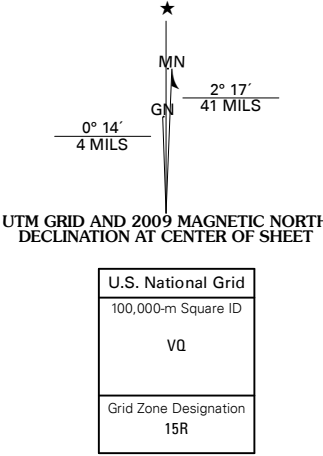 MN
2° 17´
41 MILS
GN
0° 14´
4 MILS
UTM GRID AND 2009 MAGNETIC NORTH
DECLINATION AT CENTER OF SHEET
U.S. National Grid
100,000-m Square ID
VQ
Grid Zone Designation
15R